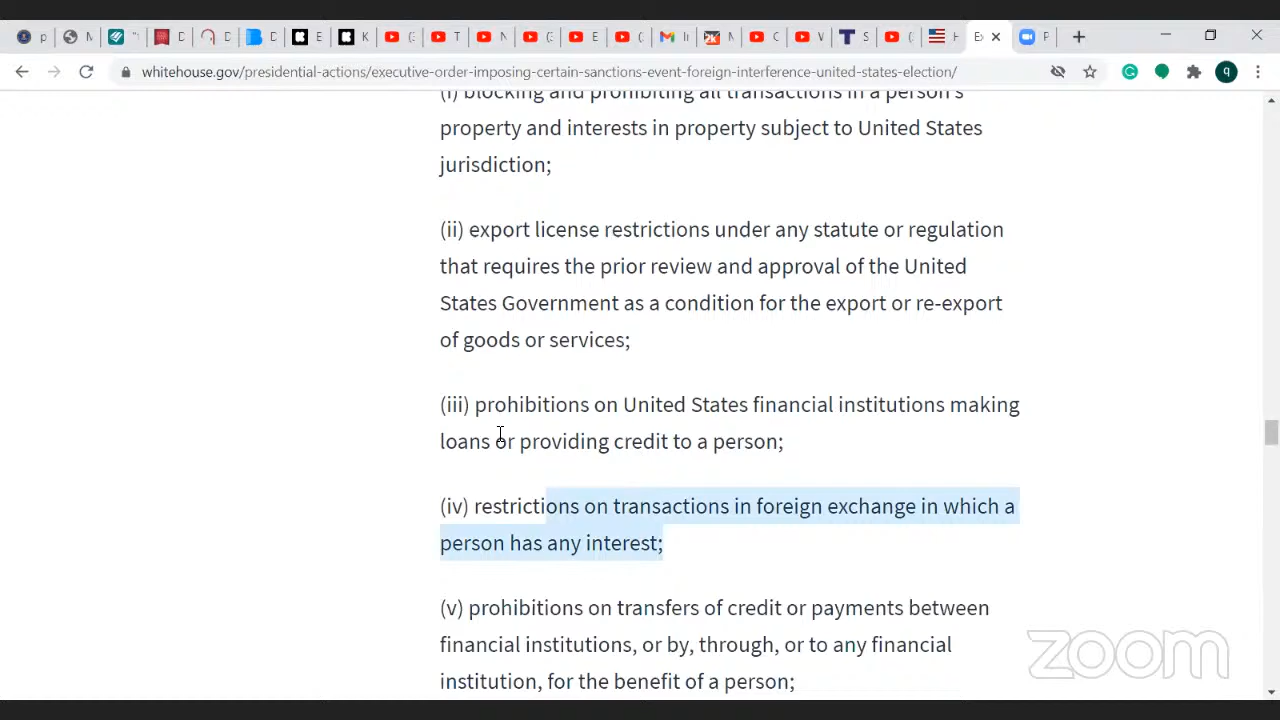 p
N
"
D
D
D
E
K
(
T
N
(
E
(
Ir
N
C
V
S
(
H
E
P
whitehouse.gov/presidential-actions/executive-order-imposing-certain-sanctions-event-foreign-interference-united-states-election/
q
(i) blocking and prohibiting all transactions in a person's
property and interests in property subject to United States
jurisdiction;
(ii) export license restrictions under any statute or regulation
that requires the prior review and approval of the United
States Government as a condition for the export or re-export
of goods or services;
(iii) prohibitions on United States financial institutions making
loans or providing credit to a person;
(iv) restrictions on transactions in foreign exchange in which a
person has any interest;
(v) prohibitions on transfers of credit or payments between
financial institutions, or by, through, or to any financial
institution, for the benefit of a person;
zoom